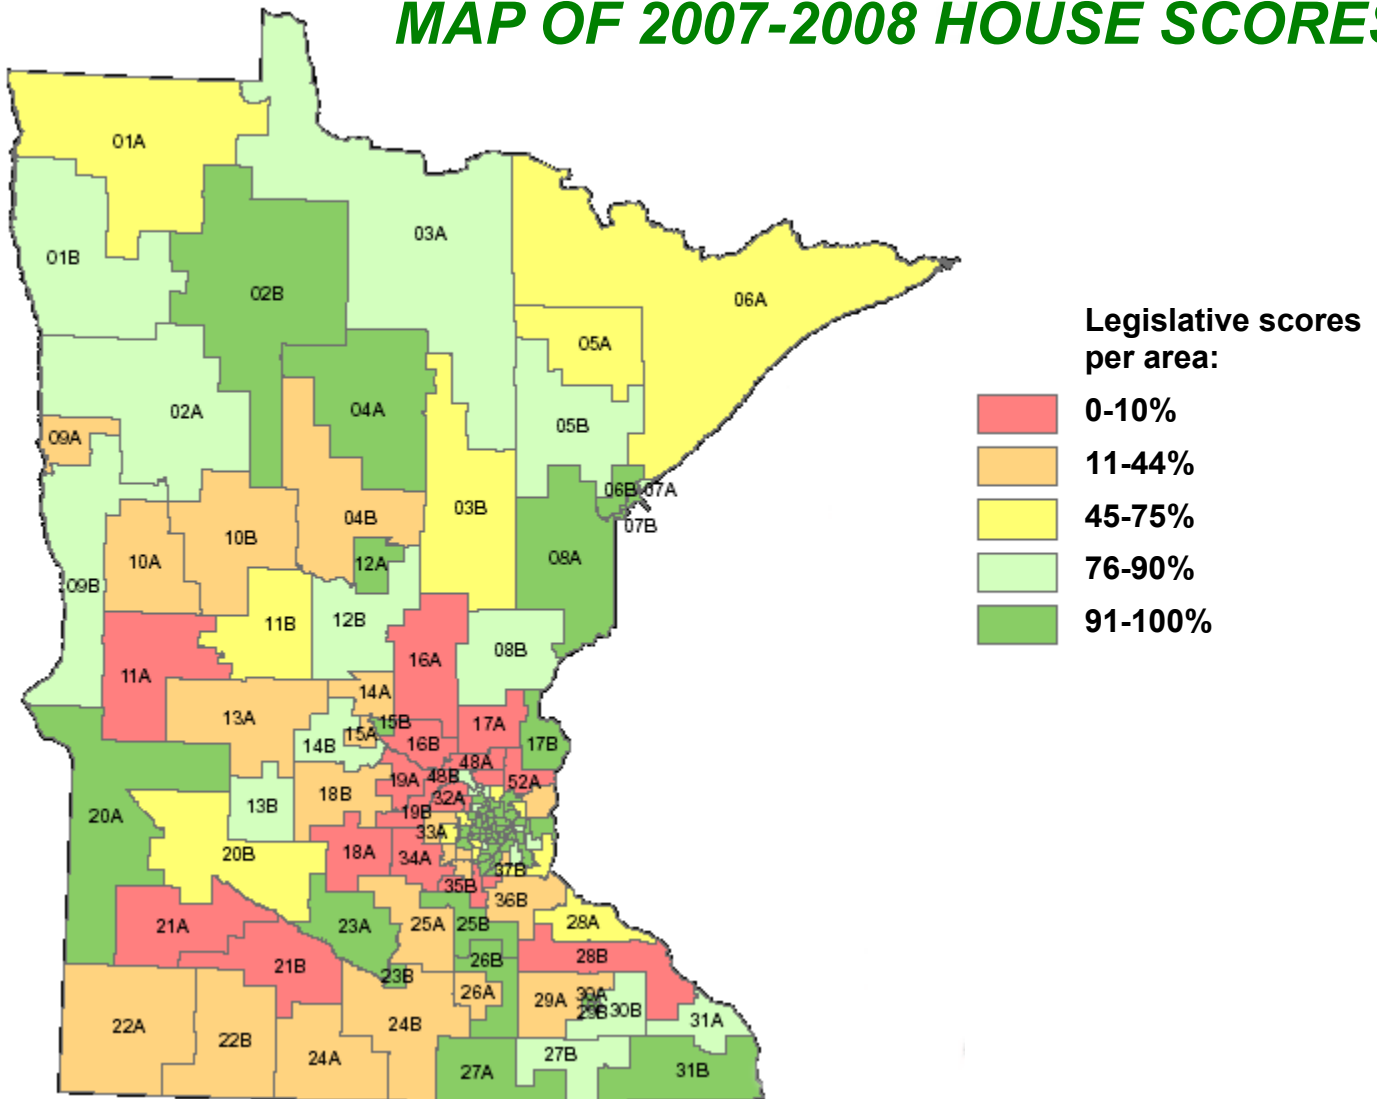 MAP OF 2007-2008 HOUSE SCORES
01A
03A
01B
02B
06A
Legislative scores
per area:
0-10%
11-44%
45-75%
76-90%
91-100%
05A
02A
04A
05B
09A
06B
07A
03B
04B
07B
10B
08A
10A
12A
09B
11B
12B
08B
16A
11A
14A
13A
15B
17A
15A
16B
14B
17B
48A
19A
48B
52A
18B
32A
13B
19B
20A
33A
20B
18A
34A
37B
35B
36B
21A
23A
25A
25B
28A
28B
26B
21B
23B
26A
29A
30A
29B
30B
31A
22A
24B
22B
24A
27B
27A
31B